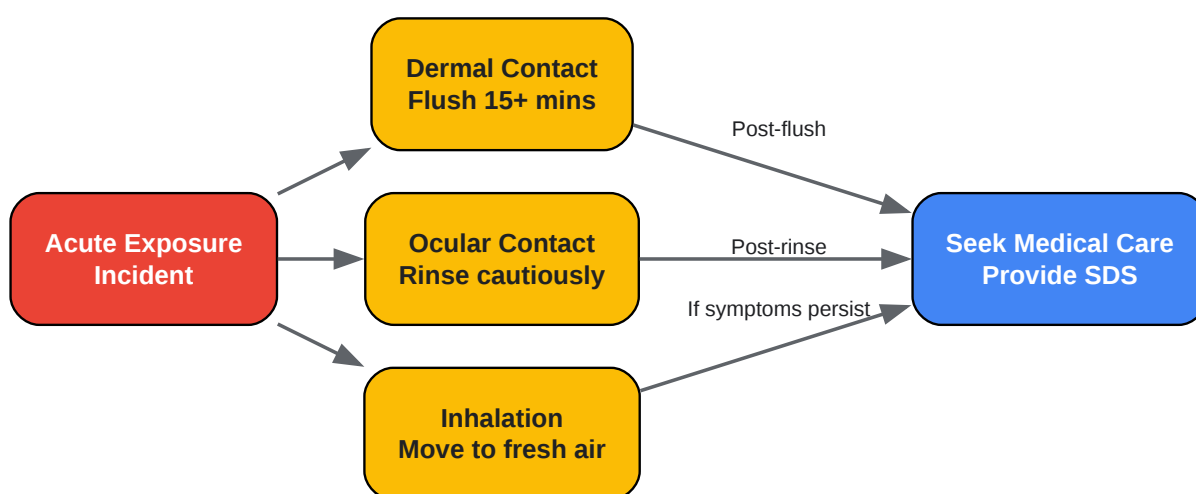 Dermal Contact
Flush 15+ mins
Post-flush
Acute Exposure
Incident
Ocular Contact
Rinse cautiously
Post-rinse
Seek Medical Care
Provide SDS
If symptoms persist
Inhalation
Move to fresh air